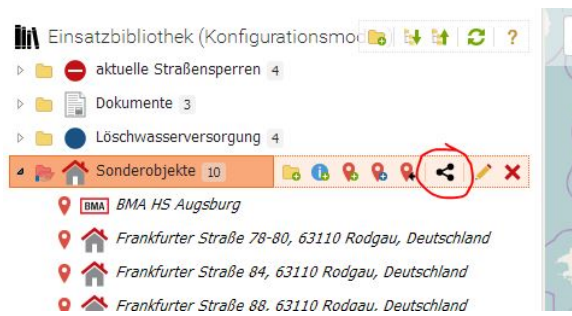 Einsatzbibliothek (Konfigurationsmod
?
aktuelle Straßensperren 4
Dokumente 3
Löschwasserversorgung 4
Sonderobjekte 10
BMA BMA HS Augsburg
Frankfurter Straße 78-80, 63110 Rodgau, Deutschland
Frankfurter Straße 84, 63110 Rodgau, Deutschland
Frankfurter Straße 88, 63110 Rodgau, Deutschland